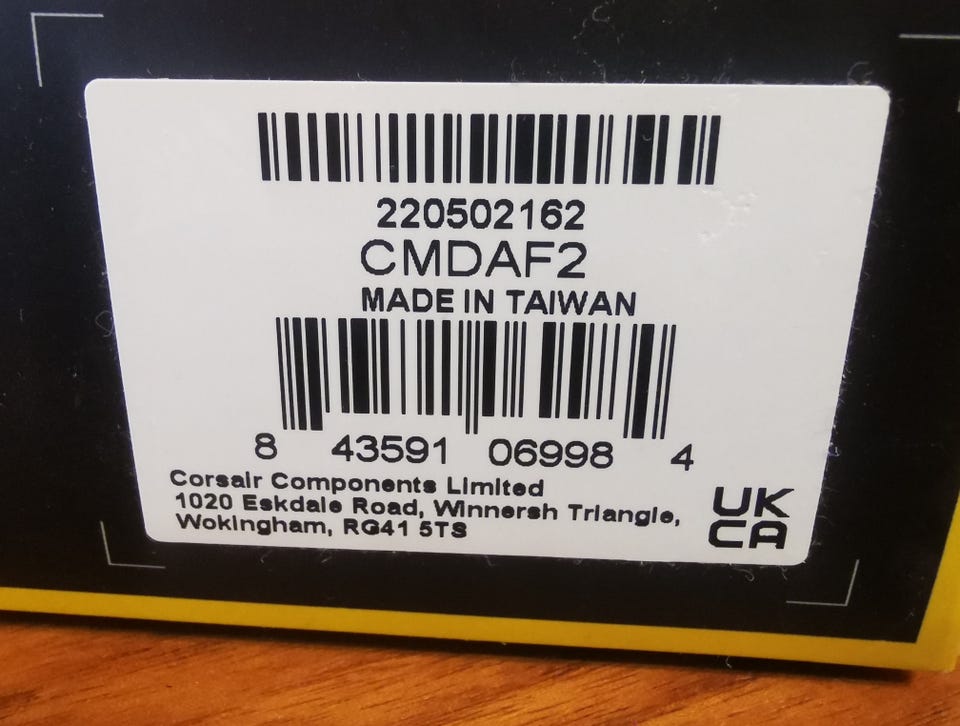 220502162
CMDAF2
MADE IN TAIWAN
8 43591 06998 4
Corsair Components Limited
1020 Eskdale Road, Winnersh Triangle,
Wokingham, RG41 5TS
UK
CA